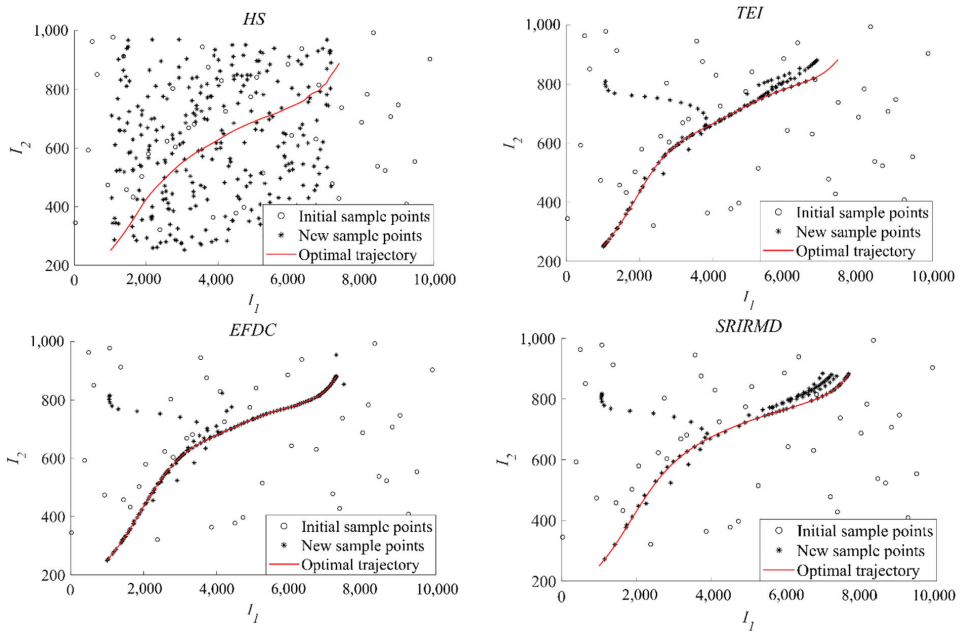 HS
1,000
800
600
400
200
I2
0
2,000
4,000
6,000
8,000
10,000
I1
Initial sample points
New sample points
Optimal trajectory
TEI
1,000
800
600
400
200
I2
0
2,000
4,000
6,000
8,000
10,000
I1
Initial sample points
New sample points
Optimal trajectory
EFDC
1,000
800
600
400
200
I2
0
2,000
4,000
6,000
8,000
10,000
I1
Initial sample points
New sample points
Optimal trajectory
SRIRMD
1,000
800
600
400
200
I2
0
2,000
4,000
6,000
8,000
10,000
I1
Initial sample points
New sample points
Optimal trajectory